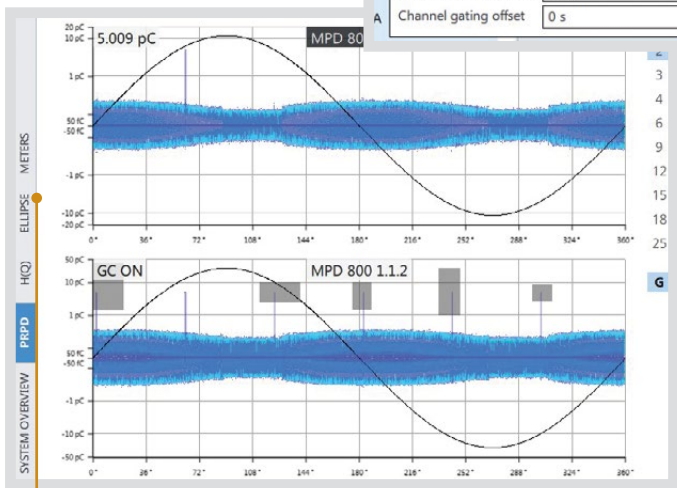 A Channel gating offset 0 s
METERS
ELLIPSE
H(Q)
PRPD
SYSTEM OVERVIEW
5.009 pC MPD 80
20 pC
10 pC
1 pC
50 fC
-50 fC
-1 pC
-10 pC
-20 pC
0° 36° 72° 108° 144° 180° 216° 252° 288° 324° 360°
GC ON MPD 800 1.1.2
50 pC
10 pC
1 pC
50 fC
-50 fC
-1 pC
-10 pC
-50 pC
0° 36° 72° 108° 144° 180° 216° 252° 288° 324° 360°
2
3
4
6
9
12
15
18
25
G